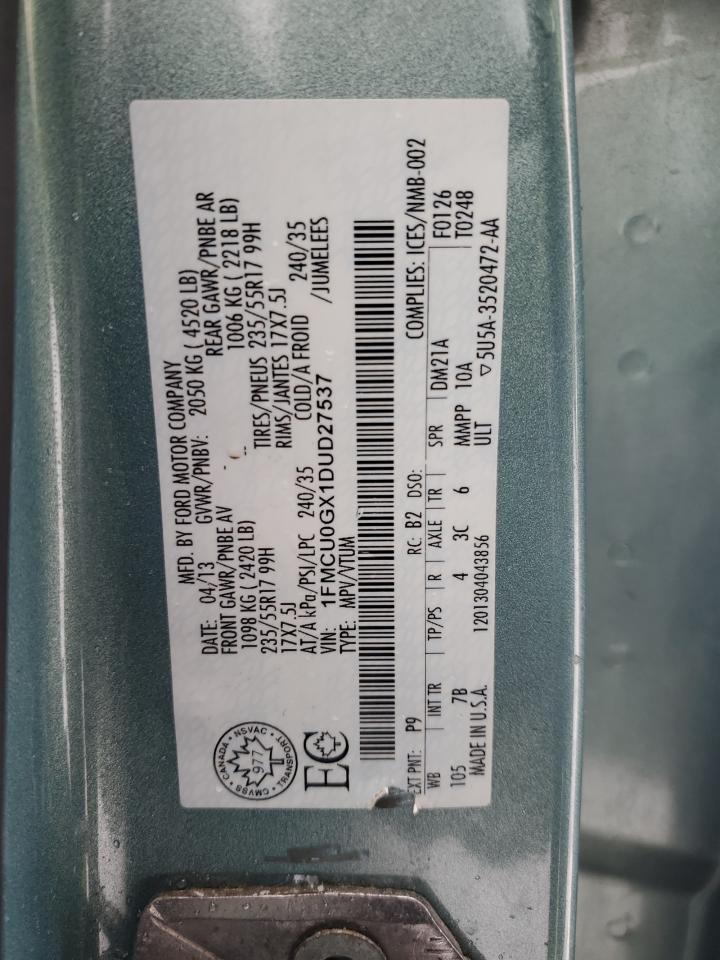 MFD. BY FORD MOTOR COMPANY
DATE: 04/13 GVWR/PNBV: 2050 KG ( 4520 LB)
FRONT GAWR/PNBE AV REAR GAWR/PNBE AR
1098 KG ( 2420 LB) 1006 KG ( 2218 LB)
235/55R17 99H TIRES/PNEUS 235/55R17 99H
17X7.5J RIMS/JANTES 17X7.5J
AT/A kPa/PSI/LPC 240/35 COLD/A FROID 240/35
VIN: 1FMCU0GX1DUD27537 /JUMELEES
TYPE: MPV/VTUM
CANADA • NSVAC • TRANSPORT • CMVSS •
977
EC
COMPLIES: ICES/NMB-002
EXT PNT: P9 RC: B2 DSO: F0126
WB INT TR TP/PS R AXLE TR SPR DM21A T0248
105 7B 4 3C 6 MMPP 10A
MADE IN U.S.A. 1201304043856 ULT ▽5U5A-3520472-AA